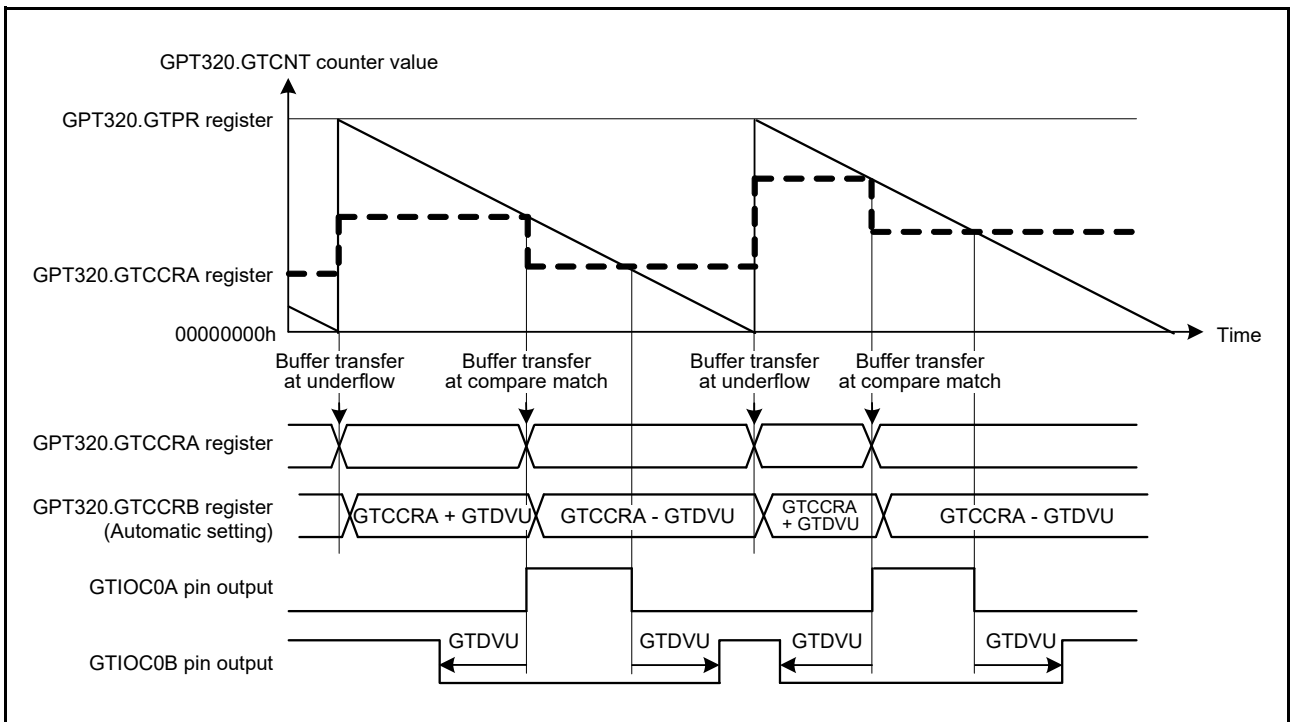 GPT320.GTCNT counter value
GPT320.GTPR register
GPT320.GTCCRA register
00000000h
Time
Buffer transfer
at underflow
Buffer transfer
at compare match
Buffer transfer
at underflow
Buffer transfer
at compare match
GPT320.GTCCRA register
GPT320.GTCCRB register
(Automatic setting)
GTCCRA + GTDVU
GTCCRA - GTDVU
GTCCRA
+ GTDVU
GTCCRA - GTDVU
GTIOC0A pin output
GTIOC0B pin output
GTDVU
GTDVU
GTDVU
GTDVU